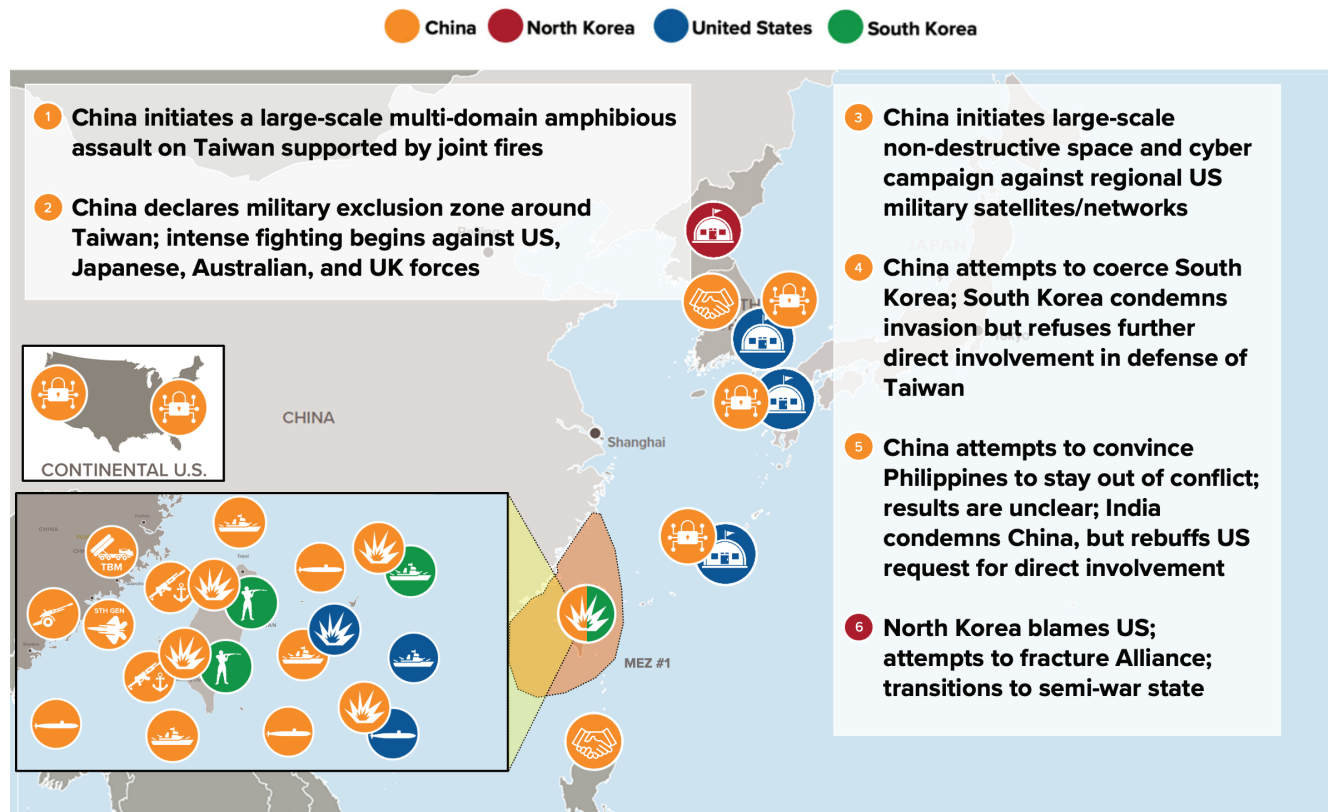 China
North Korea
United States
South Korea
1
China initiates a large-scale multi-domain amphibious
assault on Taiwan supported by joint fires
2
China declares military exclusion zone around
Taiwan; intense fighting begins against US,
Japanese, Australian, and UK forces
3
China initiates large-scale
non-destructive space and cyber
campaign against regional US
military satellites/networks
4
China attempts to coerce South
Korea; South Korea condemns
invasion but refuses further
direct involvement in defense of
Taiwan
5
China attempts to convince
Philippines to stay out of conflict;
results are unclear; India
condemns China, but rebuffs US
request for direct involvement
6
North Korea blames US;
attempts to fracture Alliance;
transitions to semi-war state
JAPAN
Tokyo
CONTINENTAL U.S.
CHINA
Shanghai
MEZ #1
CHINA
Taipei
TBM
5TH GEN